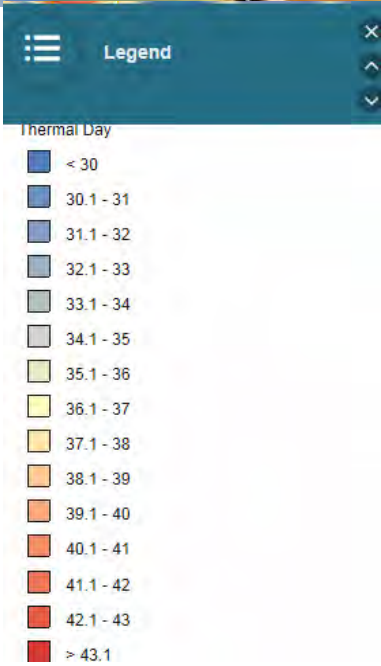 Legend
Thermal Day
< 30
30.1 - 31
31.1 - 32
32.1 - 33
33.1 - 34
34.1 - 35
35.1 - 36
36.1 - 37
37.1 - 38
38.1 - 39
39.1 - 40
40.1 - 41
41.1 - 42
42.1 - 43
> 43.1